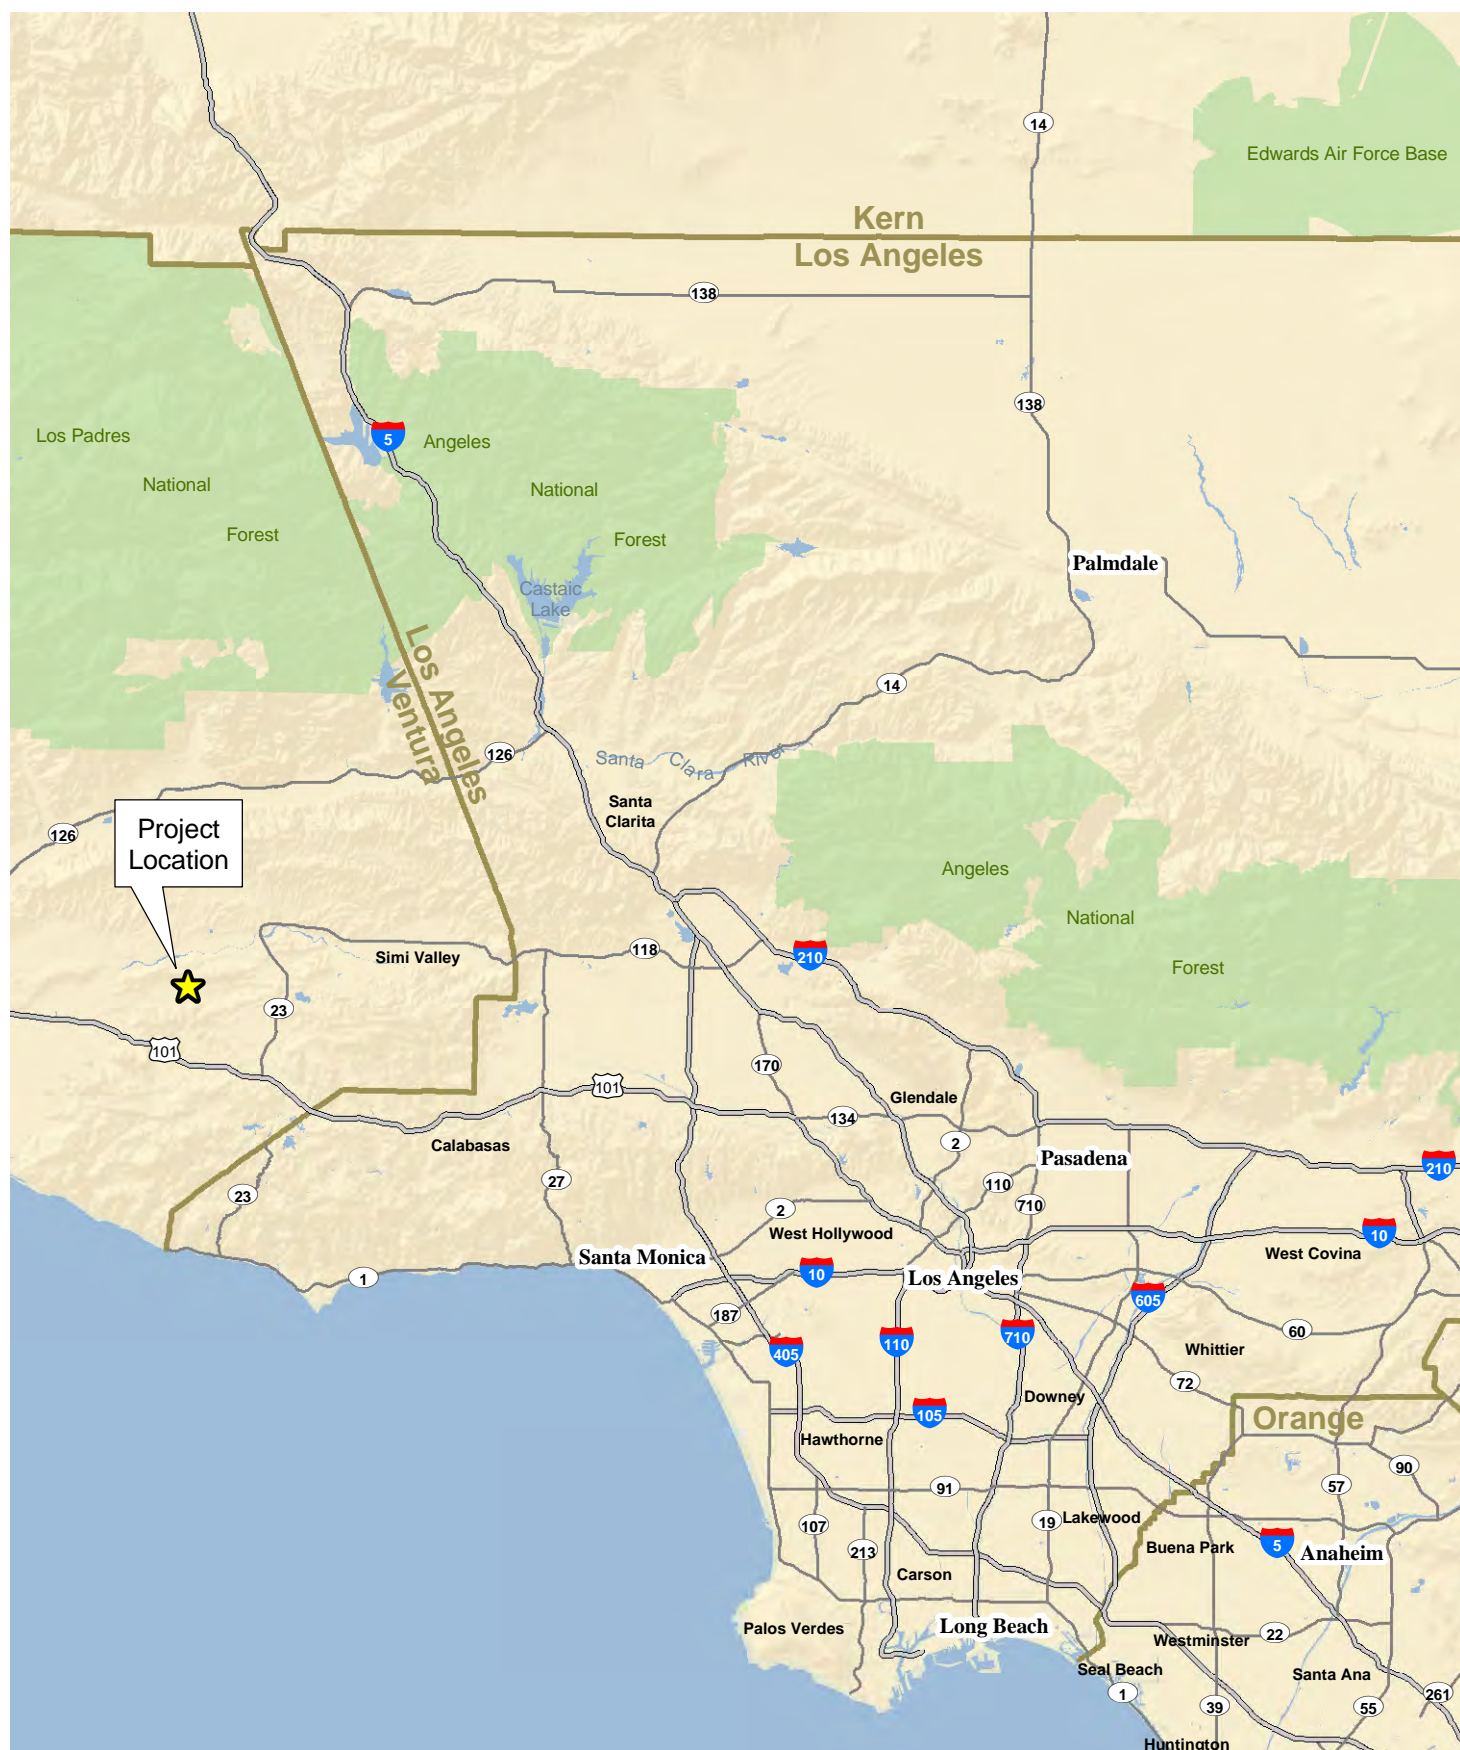 14
Edwards Air Force Base
Kern
Los Angeles
138
138
Los Padres
National
Forest
5
Angeles
National
Forest
Castaic
Lake
Palmdale
Los Angeles
Ventura
14
126
Santa Clara River
Santa
Clarita
126
Project
Location
Angeles
National
Forest
Simi Valley
118
210
23
101
170
101
Glendale
134
2
Calabasas
Pasadena
210
27
23
110
710
2
West Hollywood
10
West Covina
Santa Monica
1
10
Los Angeles
605
187
60
405
110
710
Whittier
72
Downey
105
Orange
Hawthorne
90
91
57
107
19
Lakewood
213
Buena Park
5
Anaheim
Carson
Palos Verdes
Long Beach
22
Westminster
Seal Beach
Santa Ana
1
39
55
261
Huntington